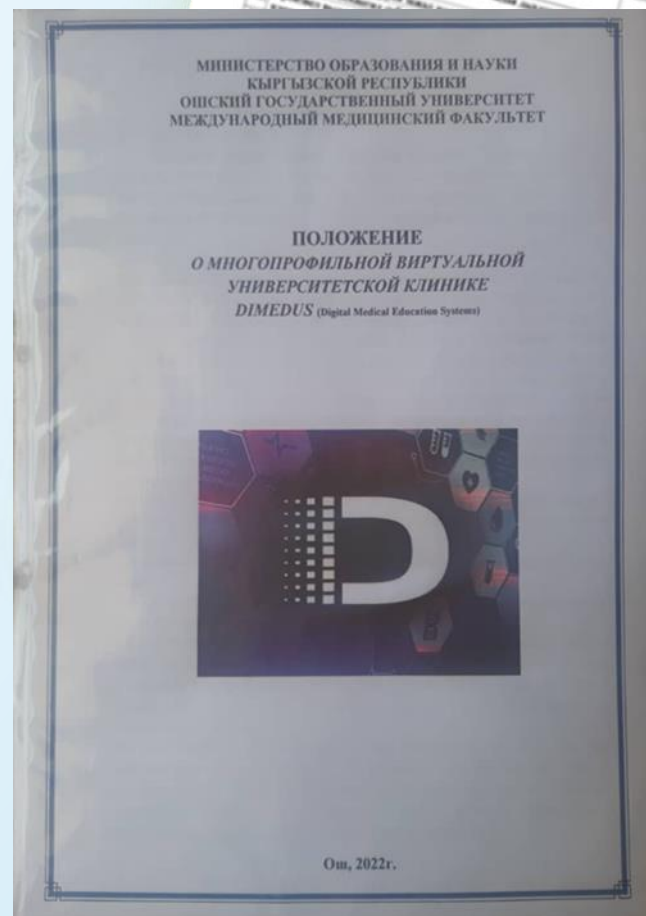 МИНИСТЕРСТВО ОБРАЗОВАНИЯ И НАУКИ
КЫРГЫЗСКОЙ РЕСПУБЛИКИ
ОШСКИЙ ГОСУДАРСТВЕННЫЙ УНИВЕРСИТЕТ
МЕЖДУНАРОДНЫЙ МЕДИЦИНСКИЙ ФАКУЛЬТЕТ
ПОЛОЖЕНИЕ
О МНОГОПРОФИЛЬНОЙ ВИРТУАЛЬНОЙ
УНИВЕРСИТЕТСКОЙ КЛИНИКЕ
DIMEDUS (Digital Medical Education Systems)
D
Ош, 2022г.